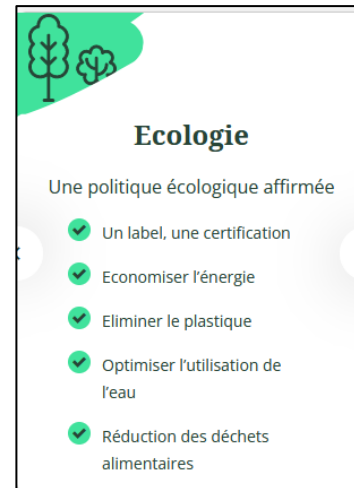 Ecologie
Une politique écologique affirmée
Un label, une certification
Economiser l’énergie
Eliminer le plastique
Optimiser l’utilisation de
l’eau
Réduction des déchets
alimentaires